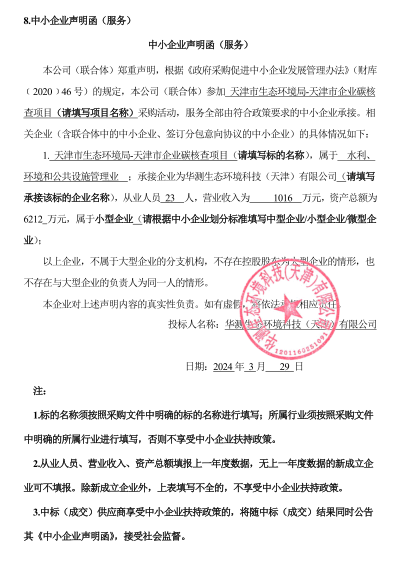 8.中小企业声明函（服务）
中小企业声明函（服务）
本公司（联合体）郑重声明，根据《政府采购促进中小企业发展管理办法》（财库
﹝2020﹞46号）的规定，本公司（联合体）参加 天津市生态环境局-天津市企业碳核
查项目（请填写项目名称）采购活动，服务全部由符合政策要求的中小企业承接。相
关企业（含联合体中的中小企业、签订分包意向协议的中小企业）的具体情况如下：
1. 天津市生态环境局-天津市企业碳核查项目（请填写标的名称），属于 水利、
环境和公共设施管理业 ；承接企业为华测生态环境科技（天津）有限公司（请填写
承接该标的企业名称），从业人员 23 人，营业收入为 1016 万元，资产总额为
6212 万元，属于小型企业（请根据中小企业划分标准填写中型企业/小型企业/微型企
业）；
以上企业，不属于大型企业的分支机构，不存在控股股东为大型企业的情形，也
不存在与大型企业的负责人为同一人的情形。
本企业对上述声明内容的真实性负责。如有虚假，将依法承担相应责任。
投标人名称：华测生态环境科技（天津）有限公司
日期：2024 年 3 月 29 日
注：
1.标的名称须按照采购文件中明确的标的名称进行填写；所属行业须按照采购文件
中明确的所属行业进行填写，否则不享受中小企业扶持政策。
2.从业人员、营业收入、资产总额填报上一年度数据，无上一年度数据的新成立企
业可不填报。除新成立企业外，上表填写不全的，不享受中小企业扶持政策。
3.中标（成交）供应商享受中小企业扶持政策的，将随中标（成交）结果同时公告
其《中小企业声明函》，接受社会监督。
华测生态环境科技(天津)有限公司